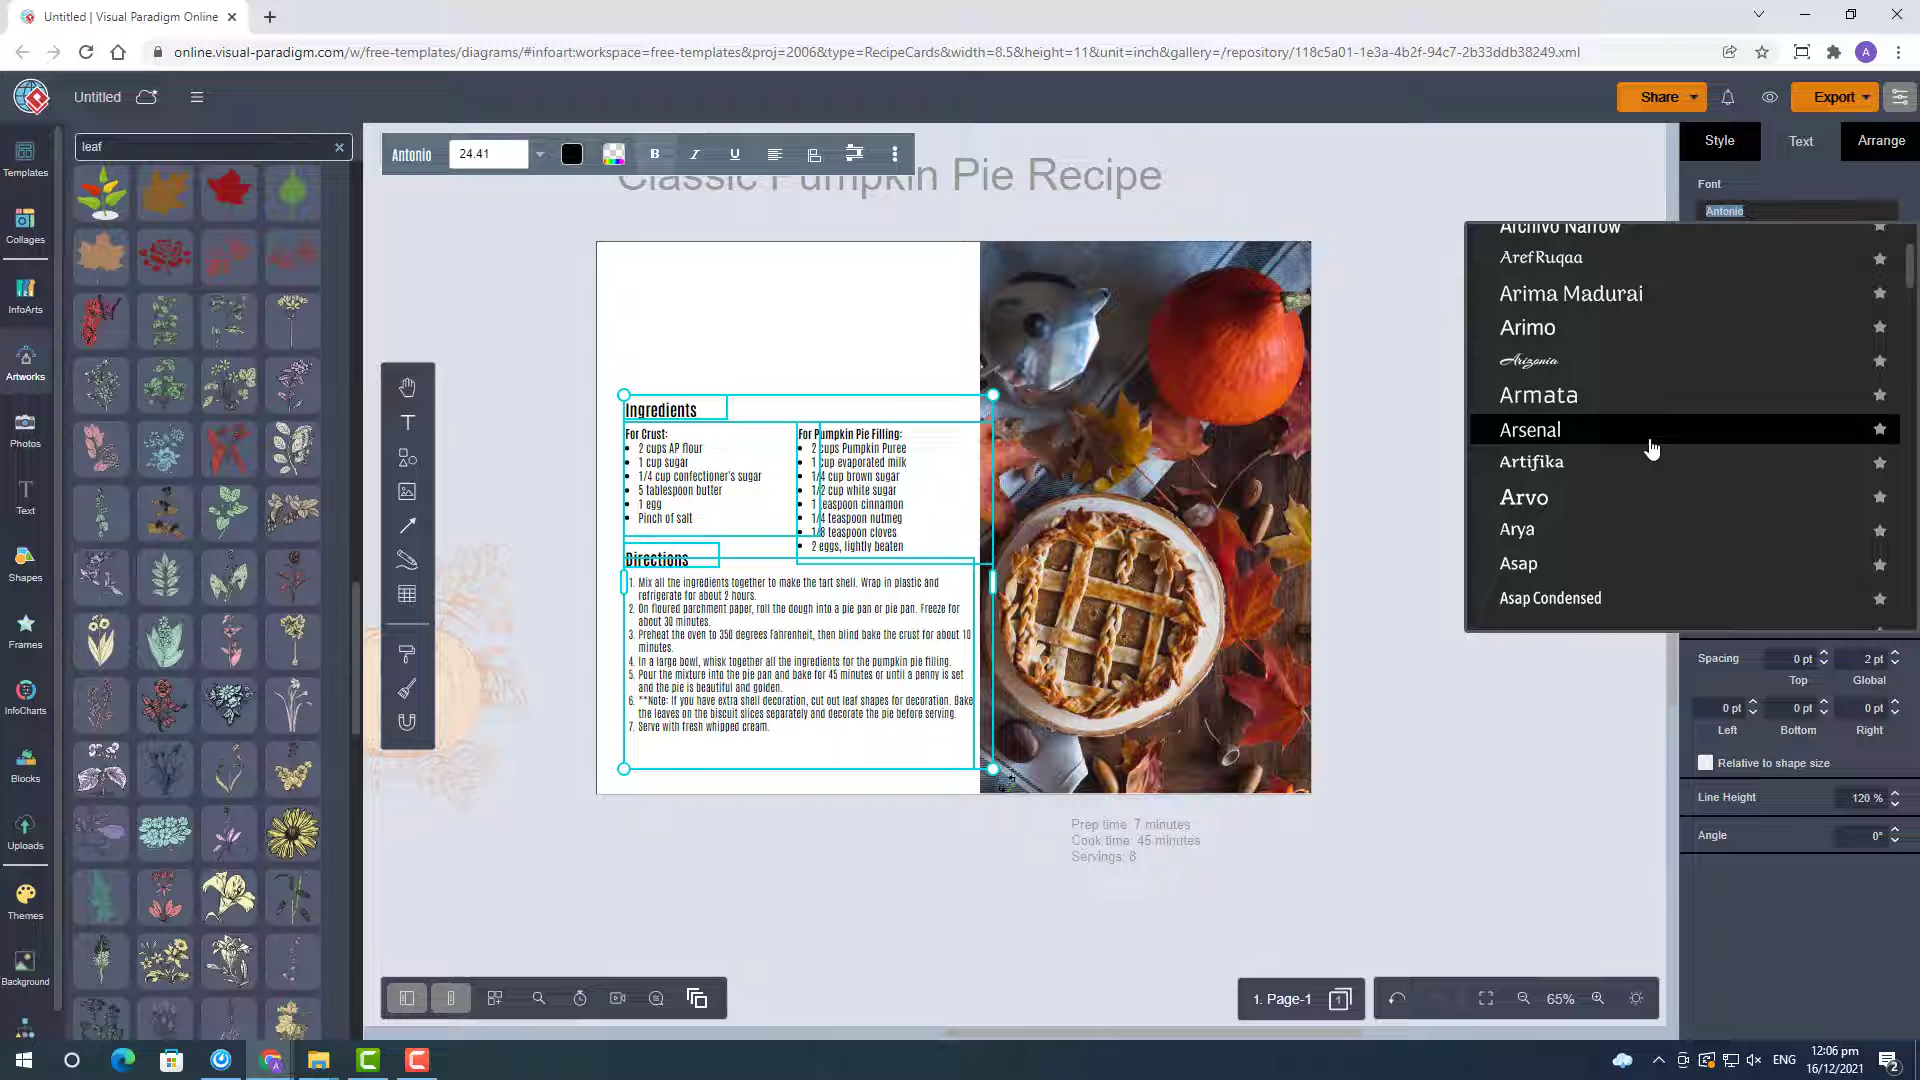 Untitled | Visual Paradigm Online
online.visual-paradigm.com/w/free-templates/diagrams/#infoart:workspace=free-templates&proj=2006&type=RecipeCards&width=8.5&height=11&unit=inch&gallery=/repository/118c5a01-1e3a-4b2f-94c7-2b33ddb38249.xml
A
Untitled
Share
Export
leaf
Antonio
24.41
B
I
U
Style
Text
Arrange
Font
Antonio
Templates
Collages
InfoArts
Artworks
Photos
Text
Shapes
Frames
InfoCharts
Blocks
Uploads
Themes
Background
Classic Pumpkin Pie Recipe
Ingredients
For Crust:
2 cups AP flour
1 cup sugar
1/4 cup confectioner's sugar
5 tablespoon butter
1 egg
Pinch of salt
For Pumpkin Pie Filling:
2 cups Pumpkin Puree
1 cup evaporated milk
1/4 cup brown sugar
1/2 cup white sugar
1 teaspoon cinnamon
1/4 teaspoon nutmeg
1/8 teaspoon cloves
2 eggs, lightly beaten
Directions
1. Mix all the ingredients together to make the tart shell. Wrap in plastic and
refrigerate for about 2 hours.
2. On floured parchment paper, roll the dough into a pie pan or pie pan. Freeze for
about 30 minutes.
3. Preheat the oven to 350 degrees Fahrenheit, then blind bake the crust for about 10
minutes.
4. In a large bowl, whisk together all the ingredients for the pumpkin pie filling.
5. Pour the mixture into the pie pan and bake for 45 minutes or until a penny is set
and the pie is beautiful and golden.
6. **Note: If you have extra shell decoration, cut out leaf shapes for decoration. Bake
the leaves on the biscuit slices separately and decorate the pie before serving.
7. Serve with fresh whipped cream.
Prep time: 7 minutes
Cook time: 45 minutes
Servings: 8
Archivo Narrow
Aref Ruqaa
Arima Madurai
Arimo
Arizonia
Armata
Arsenal
Artifika
Arvo
Arya
Asap
Asap Condensed
Spacing
0 pt
2 pt
Top
Global
0 pt
0 pt
0 pt
Left
Bottom
Right
Relative to shape size
Line Height
120 %
Angle
0°
1. Page-1
1
65%
ENG
12:06 pm
16/12/2021
2